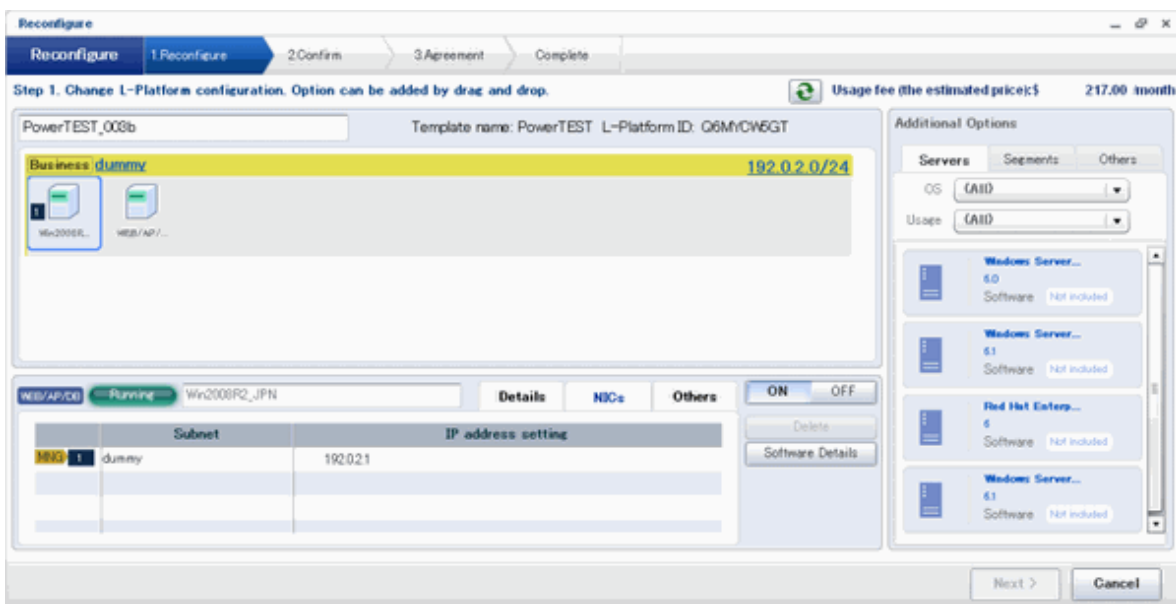 Reconfigure
Reconfigure 1.Reconfigure 2.Confirm 3.Agreement Complete
Step 1. Change L-Platform configuration. Option can be added by drag and drop. Usage fee (the estimated price):$ 217.00 /month
PowerTEST_003b Template name: PowerTEST L-Platform ID: Q6MYCW5GT
Business dummy 192.0.2.0/24
1
Win2008R... WEB/AP/...
WEB/AP/DB Running Win2008R2_JPN Details NICs Others ON OFF
Delete
Software Details
Subnet IP address setting
MNG 1 dummy 192.0.2.1
Additional Options
Servers Segments Others
OS (All)
Usage (All)
Windows Server...
6.0
Software Not included
Windows Server...
6.1
Software Not included
Red Hat Enterp...
6
Software Not included
Windows Server...
6.1
Software Not included
Next > Cancel